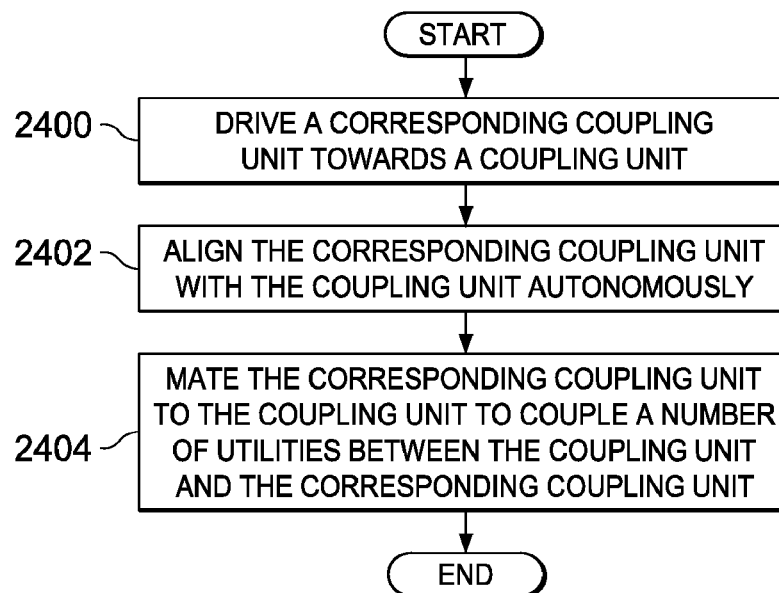 START
2400
DRIVE A CORRESPONDING COUPLING
UNIT TOWARDS A COUPLING UNIT
2402
ALIGN THE CORRESPONDING COUPLING UNIT
WITH THE COUPLING UNIT AUTONOMOUSLY
2404
MATE THE CORRESPONDING COUPLING UNIT
TO THE COUPLING UNIT TO COUPLE A NUMBER
OF UTILITIES BETWEEN THE COUPLING UNIT
AND THE CORRESPONDING COUPLING UNIT
END